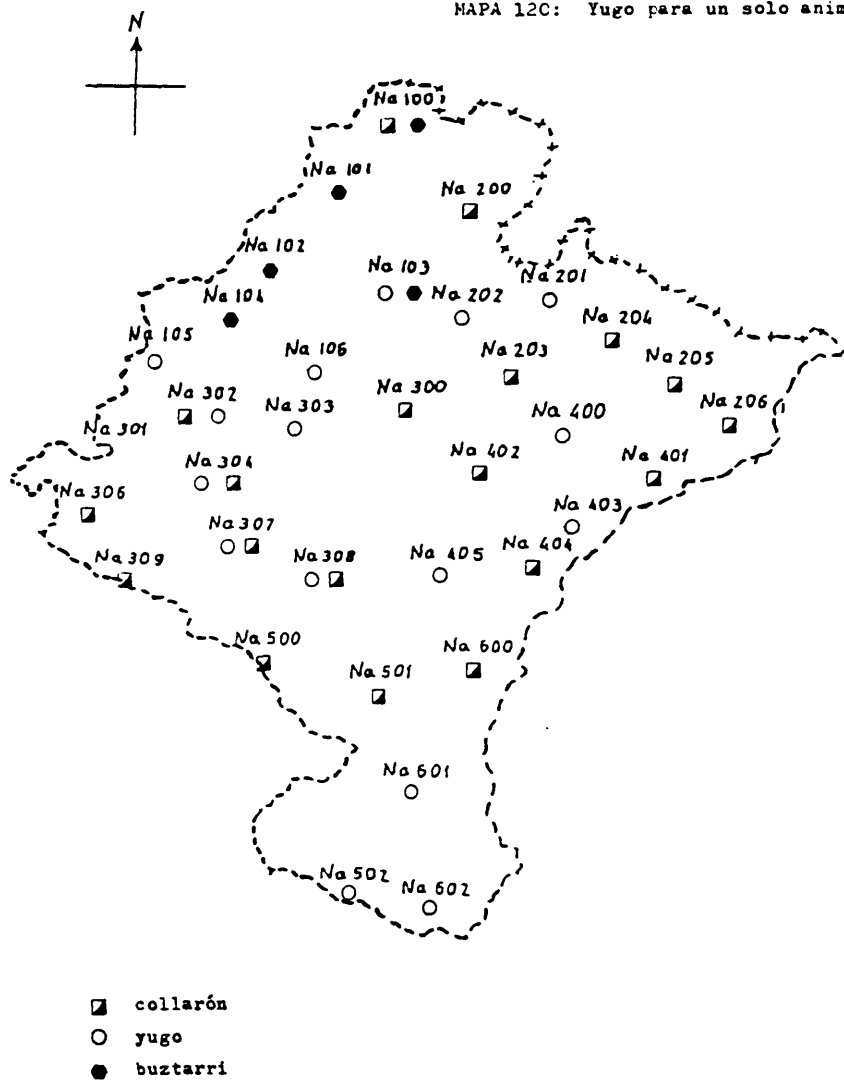 MAPA 12C: Yugo para un solo anim
N
Na 100
Na 101
Na 200
Na 102
Na 103
Na 201
Na 104
Na 202
Na 204
Na 105
Na 106
Na 203
Na 205
Na 302
Na 300
Na 206
Na 301
Na 303
Na 400
Na 304
Na 402
Na 401
Na 306
Na 403
Na 307
Na 308
Na 405
Na 404
Na 309
Na 500
Na 600
Na 501
Na 601
Na 502
Na 602
collarón
yugo
buztarri